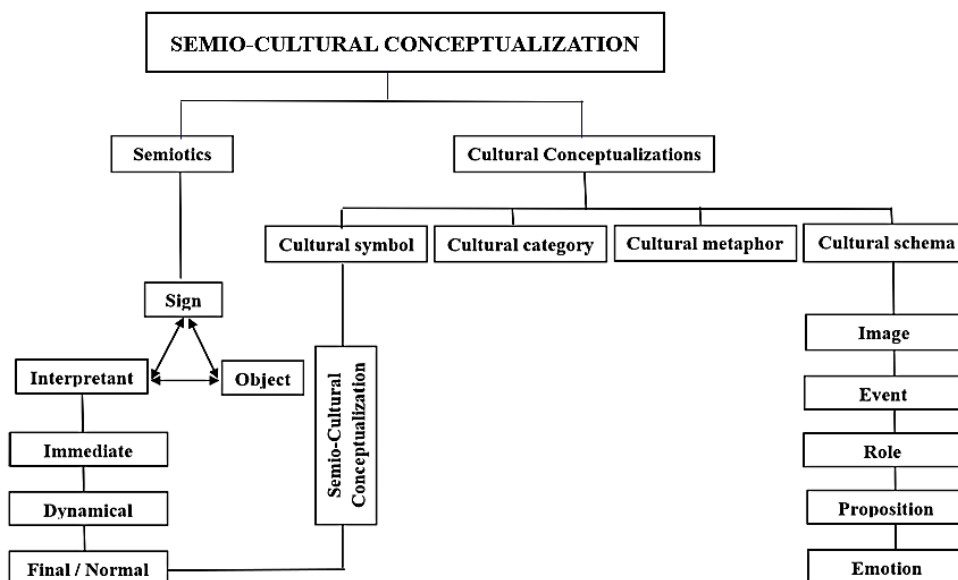 SEMIO-CULTURAL CONCEPTUALIZATION
Semiotics
Cultural Conceptualizations
Cultural symbol
Cultural category
Cultural metaphor
Cultural schema
Sign
Interpretant
Object
Immediate
Dynamical
Final / Normal
Semio-Cultural
Conceptualization
Image
Event
Role
Proposition
Emotion